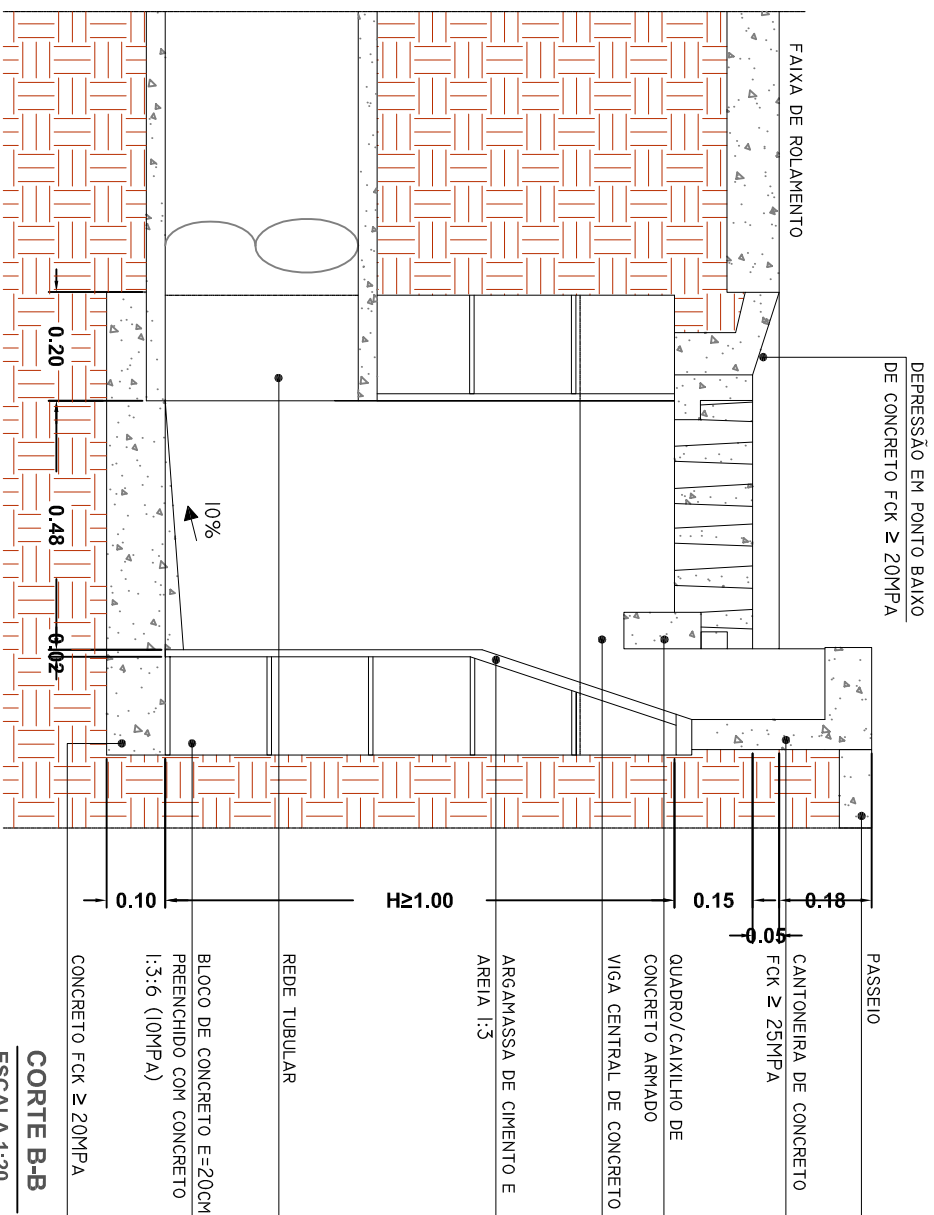 DEPRESSÃO EM PONTO BAIXO
DE CONCRETO FCK ≥ 20MPA
FAIXA DE ROLAMENTO
PASSEIO
CANTONEIRA DE CONCRETO
FCK ≥ 25MPA
QUADRO/CAIXILHO DE
CONCRETO ARMADO
VIGA CENTRAL DE CONCRETO
ARGAMASSA DE CIMENTO E
AREIA 1:3
REDE TUBULAR
BLOCO DE CONCRETO E=20CM
PREENCHIDO COM CONCRETO
1:3:6 (10MPA)
CONCRETO FCK ≥ 20MPA
10%
0.20
0.48
0.02
0.10
H≥1.00
0.15
0.05
0.18
CORTE B-B
ESCALA 1:20